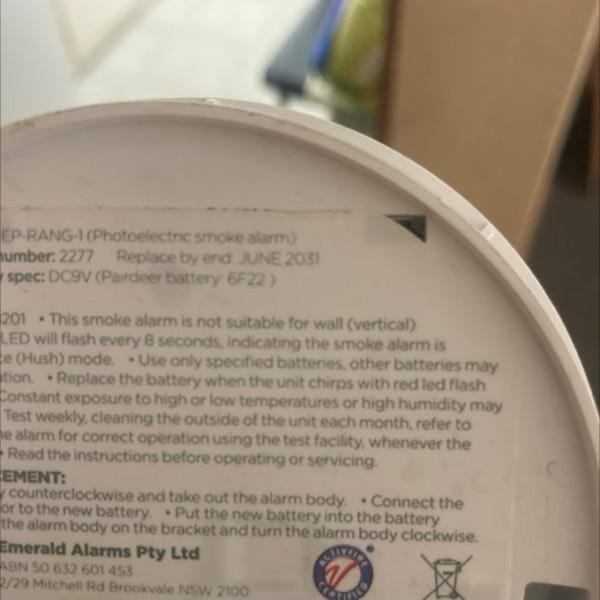 EP-RANG-1 (Photoelectric smoke alarm)
number: 2277 Replace by end: JUNE 2031
spec: DC9V (Pairdeer battery 6F22 )
201 • This smoke alarm is not suitable for wall (vertical)
LED will flash every 8 seconds, indicating the smoke alarm is
ce (Hush) mode. • Use only specified batteries, other batteries may
tion. • Replace the battery when the unit chirps with red led flash
Constant exposure to high or low temperatures or high humidity may
Test weekly, cleaning the outside of the unit each month, refer to
he alarm for correct operation using the test facility, whenever the
• Read the instructions before operating or servicing.
CEMENT:
y counterclockwise and take out the alarm body. • Connect the
or to the new battery. • Put the new battery into the battery
the alarm body on the bracket and turn the alarm body clockwise.
Emerald Alarms Pty Ltd
ABN 50 632 601 453
2/29 Mitchell Rd Brookvale NSW 2100
ACTIVFIRE
CERTIFIED